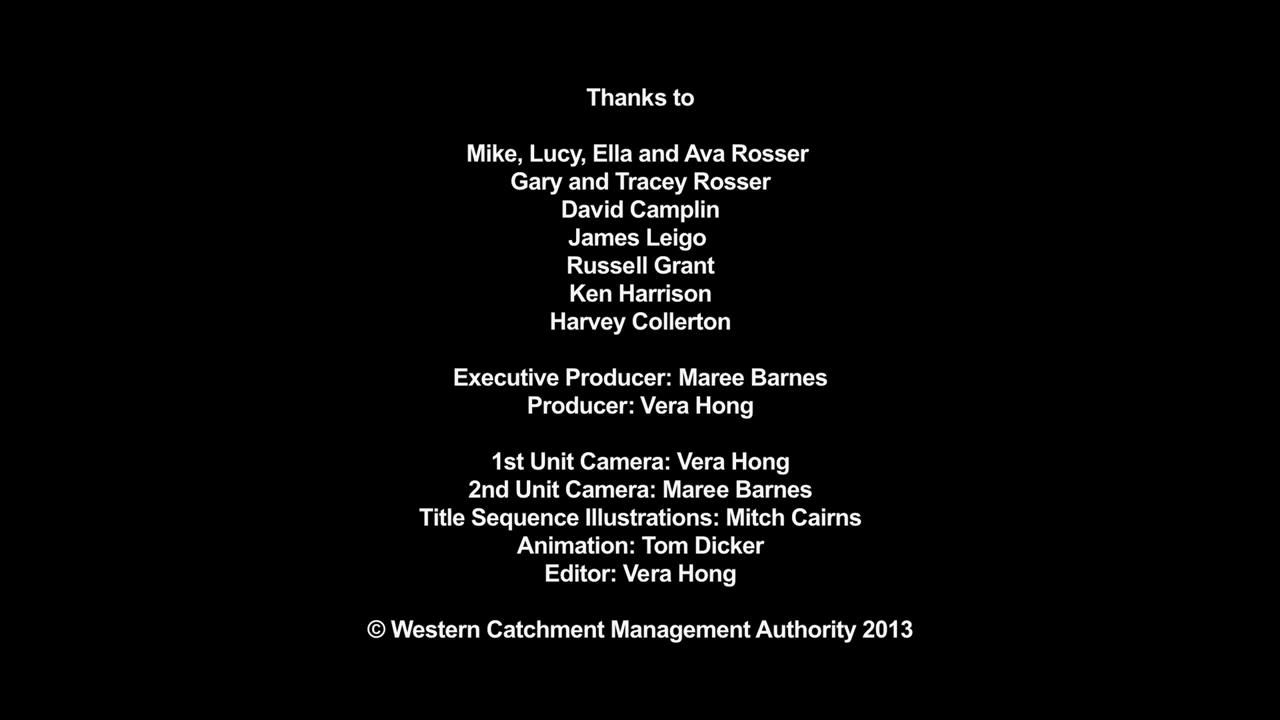 Thanks to
Mike, Lucy, Ella and Ava Rosser
Gary and Tracey Rosser
David Camplin
James Leigo
Russell Grant
Ken Harrison
Harvey Collerton
Executive Producer: Maree Barnes
Producer: Vera Hong
1st Unit Camera: Vera Hong
2nd Unit Camera: Maree Barnes
Title Sequence Illustrations: Mitch Cairns
Animation: Tom Dicker
Editor: Vera Hong
© Western Catchment Management Authority 2013